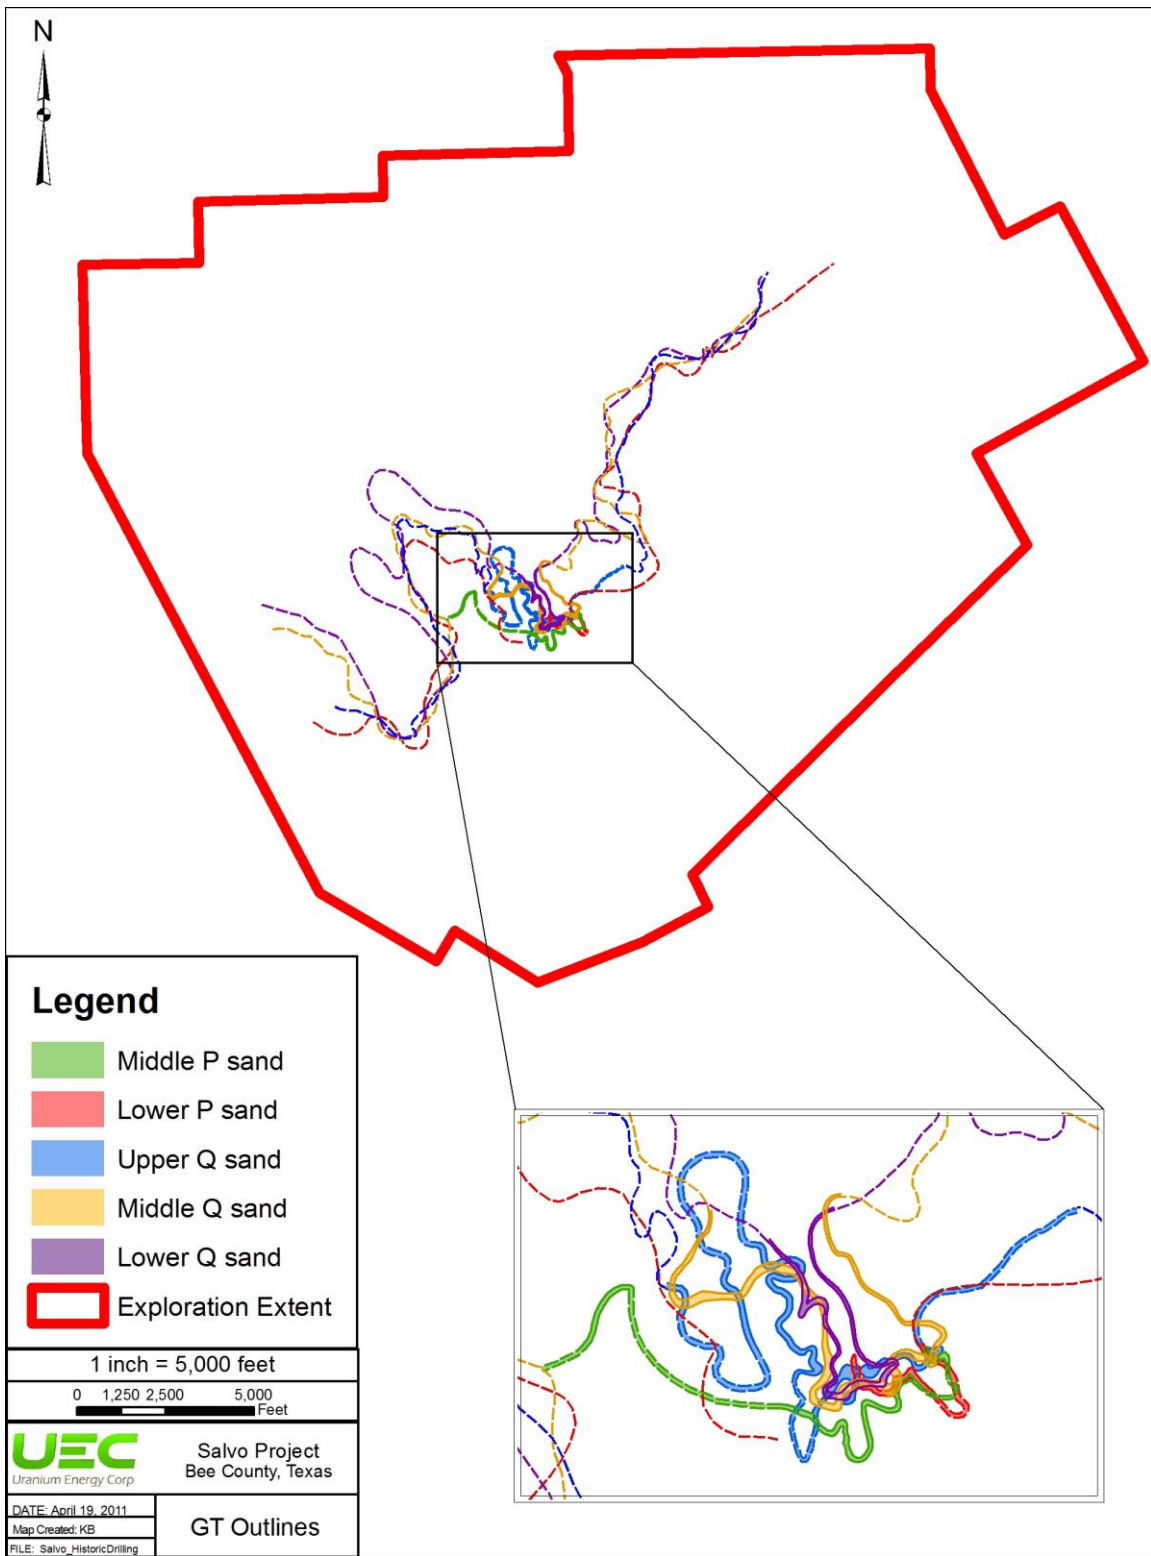 N
Legend
Middle P sand
Lower P sand
Upper Q sand
Middle Q sand
Lower Q sand
Exploration Extent
1 inch = 5,000 feet
0 1,250 2,500 5,000
Feet
UEC
Uranium Energy Corp
Salvo Project
Bee County, Texas
DATE: April 19, 2011
Map Created: KB
FILE: Salvo_HistoricDrilling
GT Outlines